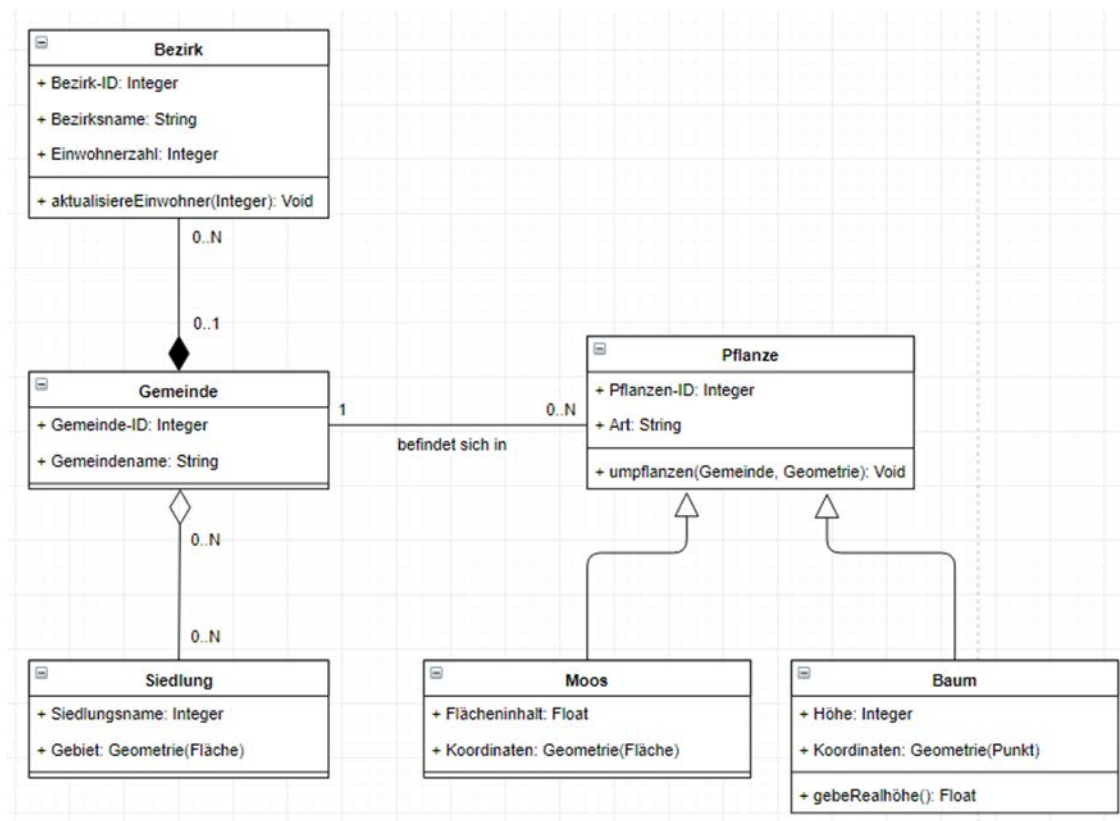 Bezirk
+ Bezirk-ID: Integer
+ Bezirksname: String
+ Einwohnerzahl: Integer
+ aktualisiereEinwohner(Integer): Void
0..N
0..1
Gemeinde
+ Gemeinde-ID: Integer
+ Gemeindename: String
1
0..N
befindet sich in
Pflanze
+ Pflanzen-ID: Integer
+ Art: String
+ umpflanzen(Gemeinde, Geometrie): Void
0..N
0..N
Siedlung
+ Siedlungsname: Integer
+ Gebiet: Geometrie(Fläche)
Moos
+ Flächeninhalt: Float
+ Koordinaten: Geometrie(Fläche)
Baum
+ Höhe: Integer
+ Koordinaten: Geometrie(Punkt)
+ gebeRealhöhe(): Float